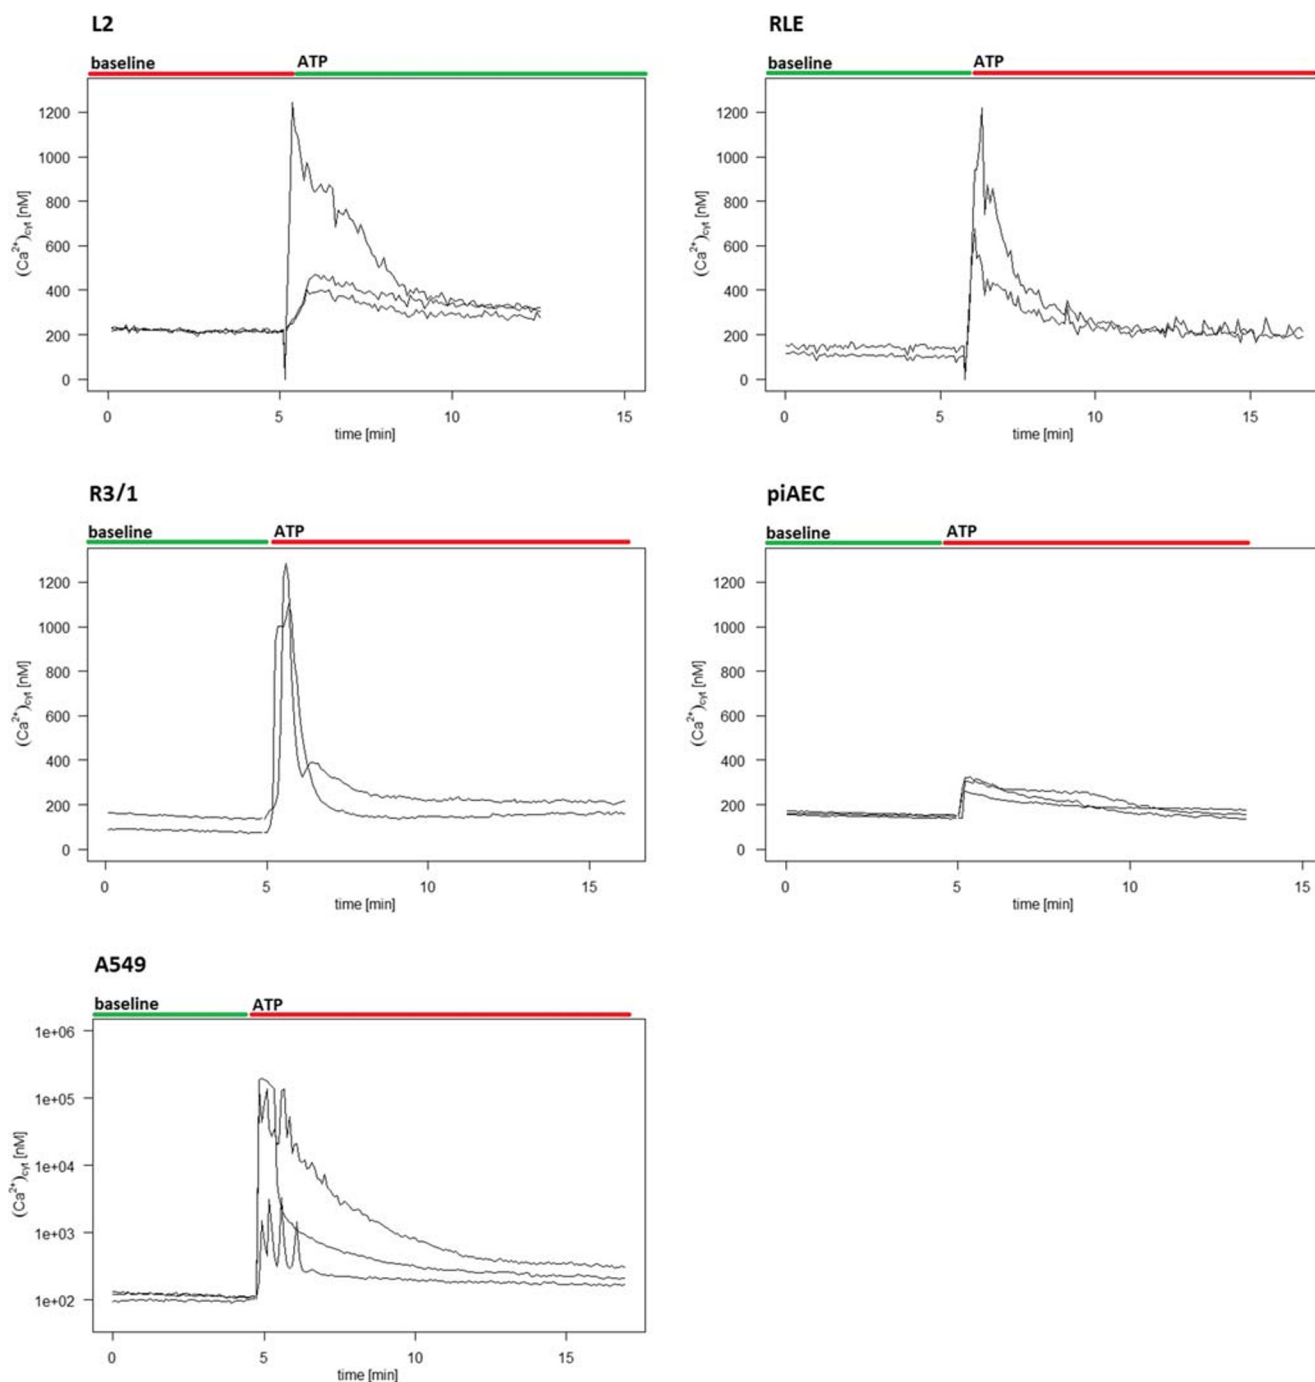 L2
baseline ATP
1200
1000
800
600
400
200
0
(Ca2+)cyt [nM]
0 5 10 15
time [min]
RLE
baseline ATP
1200
1000
800
600
400
200
0
(Ca2+)cyt [nM]
0 5 10 15
time [min]
R3/1
baseline ATP
1200
1000
800
600
400
200
0
(Ca2+)cyt [nM]
0 5 10 15
time [min]
piAEC
baseline ATP
1200
1000
800
600
400
200
0
(Ca2+)cyt [nM]
0 5 10 15
time [min]
A549
baseline ATP
1e+06
1e+05
1e+04
1e+03
1e+02
(Ca2+)cyt [nM]
0 5 10 15
time [min]